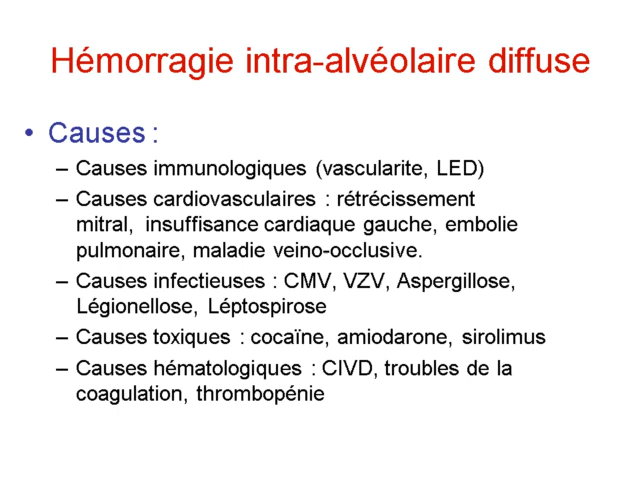 Hémorragie intra-alvéolaire diffuse
• Causes :
– Causes immunologiques (vascularite, LED)
– Causes cardiovasculaires : rétrécissement
mitral, insuffisance cardiaque gauche, embolie
pulmonaire, maladie veino-occlusive.
– Causes infectieuses : CMV, VZV, Aspergillose,
Légionellose, Léptospirose
– Causes toxiques : cocaïne, amiodarone, sirolimus
– Causes hématologiques : CIVD, troubles de la
coagulation, thrombopénie